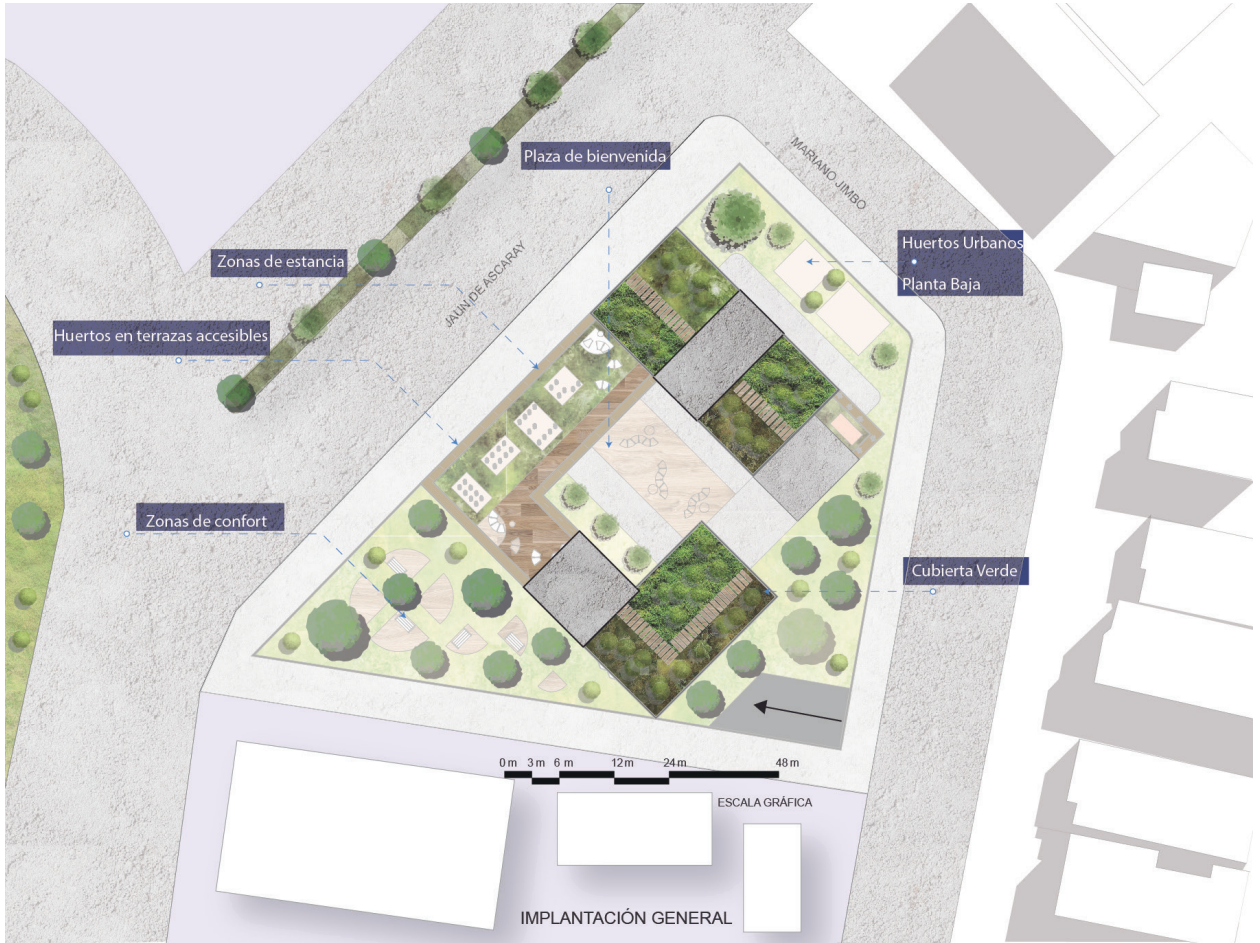 Plaza de bienvenida
MARIANO JIMBO
Huertos Urbanos
Planta Baja
Zonas de estancia
JAUN DE ASCARAY
Huertos en terrazas accesibles
Zonas de confort
Cubierta Verde
0 m 3 m 6 m 12 m 24 m 48 m
ESCALA GRÁFICA
IMPLANTACIÓN GENERAL